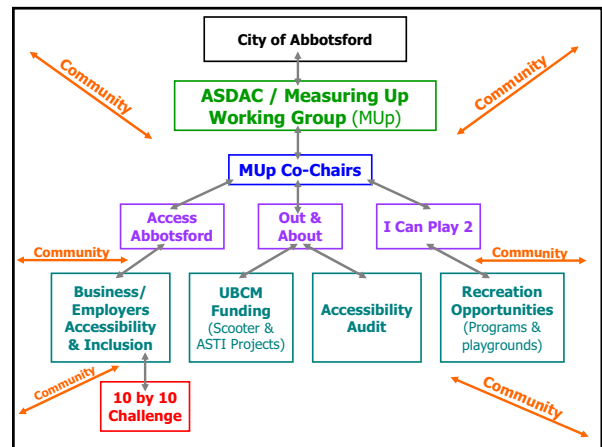 City of Abbotsford
Community
Community
ASDAC / Measuring Up
Working Group (MUp)
MUp Co-Chairs
Access
Abbotsford
Out &
About
I Can Play 2
Community
Community
Business/
Employers
Accessibility
& Inclusion
UBCM
Funding
(Scooter &
ASTI Projects)
Accessibility
Audit
Recreation
Opportunities
(Programs &
playgrounds)
Community
Community
10 by 10
Challenge